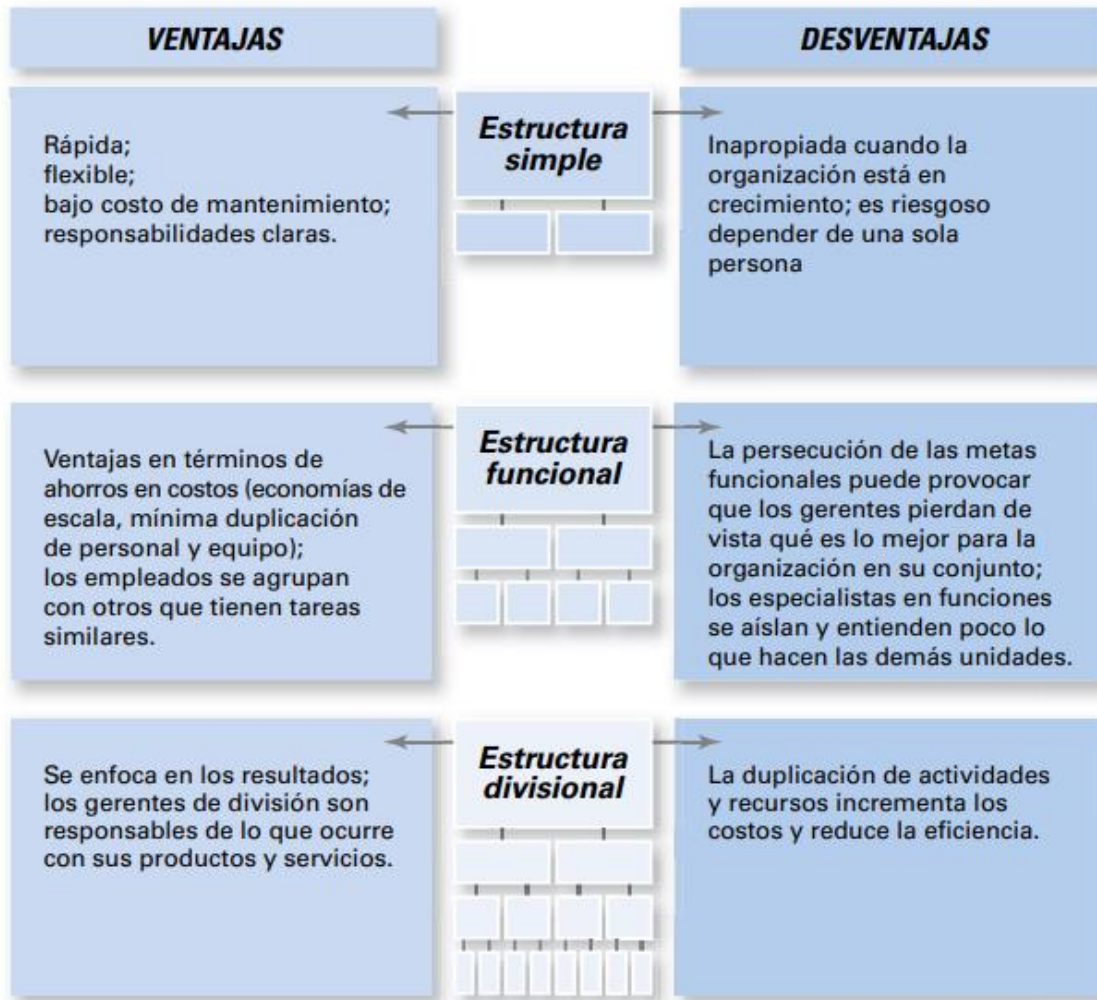 VENTAJAS
DESVENTAJAS
Rápida;
flexible;
bajo costo de mantenimiento;
responsabilidades claras.
Estructura
simple
Inapropiada cuando la
organización está en
crecimiento; es riesgoso
depender de una sola
persona
Ventajas en términos de
ahorros en costos (economías de
escala, mínima duplicación
de personal y equipo);
los empleados se agrupan
con otros que tienen tareas
similares.
Estructura
funcional
La persecución de las metas
funcionales puede provocar
que los gerentes pierdan de
vista qué es lo mejor para la
organización en su conjunto;
los especialistas en funciones
se aíslan y entienden poco lo
que hacen las demás unidades.
Se enfoca en los resultados;
los gerentes de división son
responsables de lo que ocurre
con sus productos y servicios.
Estructura
divisional
La duplicación de actividades
y recursos incrementa los
costos y reduce la eficiencia.